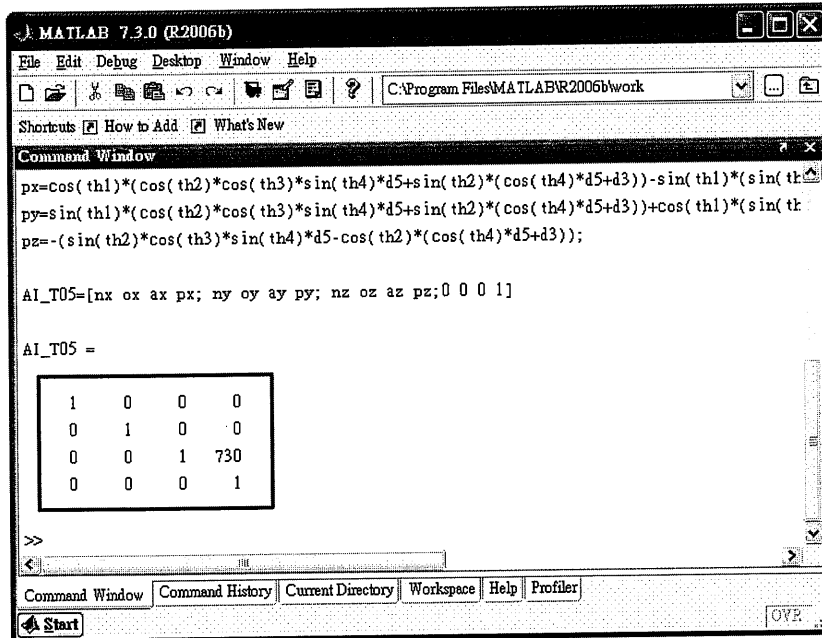 MATLAB 7.3.0 (R2006b)
File Edit Debug Desktop Window Help
C:\Program Files\MATLAB\R2006b\work
Shortcuts How to Add What's New
Command Window
px=cos(th1)*(cos(th2)*cos(th3)*sin(th4)*d5+sin(th2)*(cos(th4)*d5+d3))-sin(th1)*(sin(th
py=sin(th1)*(cos(th2)*cos(th3)*sin(th4)*d5+sin(th2)*(cos(th4)*d5+d3))+cos(th1)*(sin(th
pz=-(sin(th2)*cos(th3)*sin(th4)*d5-cos(th2)*(cos(th4)*d5+d3));
AI_T05=[nx ox ax px; ny oy ay py; nz oz az pz;0 0 0 1]
AI_T05 =
1 0 0 0
0 1 0 0
0 0 1 730
0 0 0 1
>>
Command Window Command History Current Directory Workspace Help Profiler
Start OVR